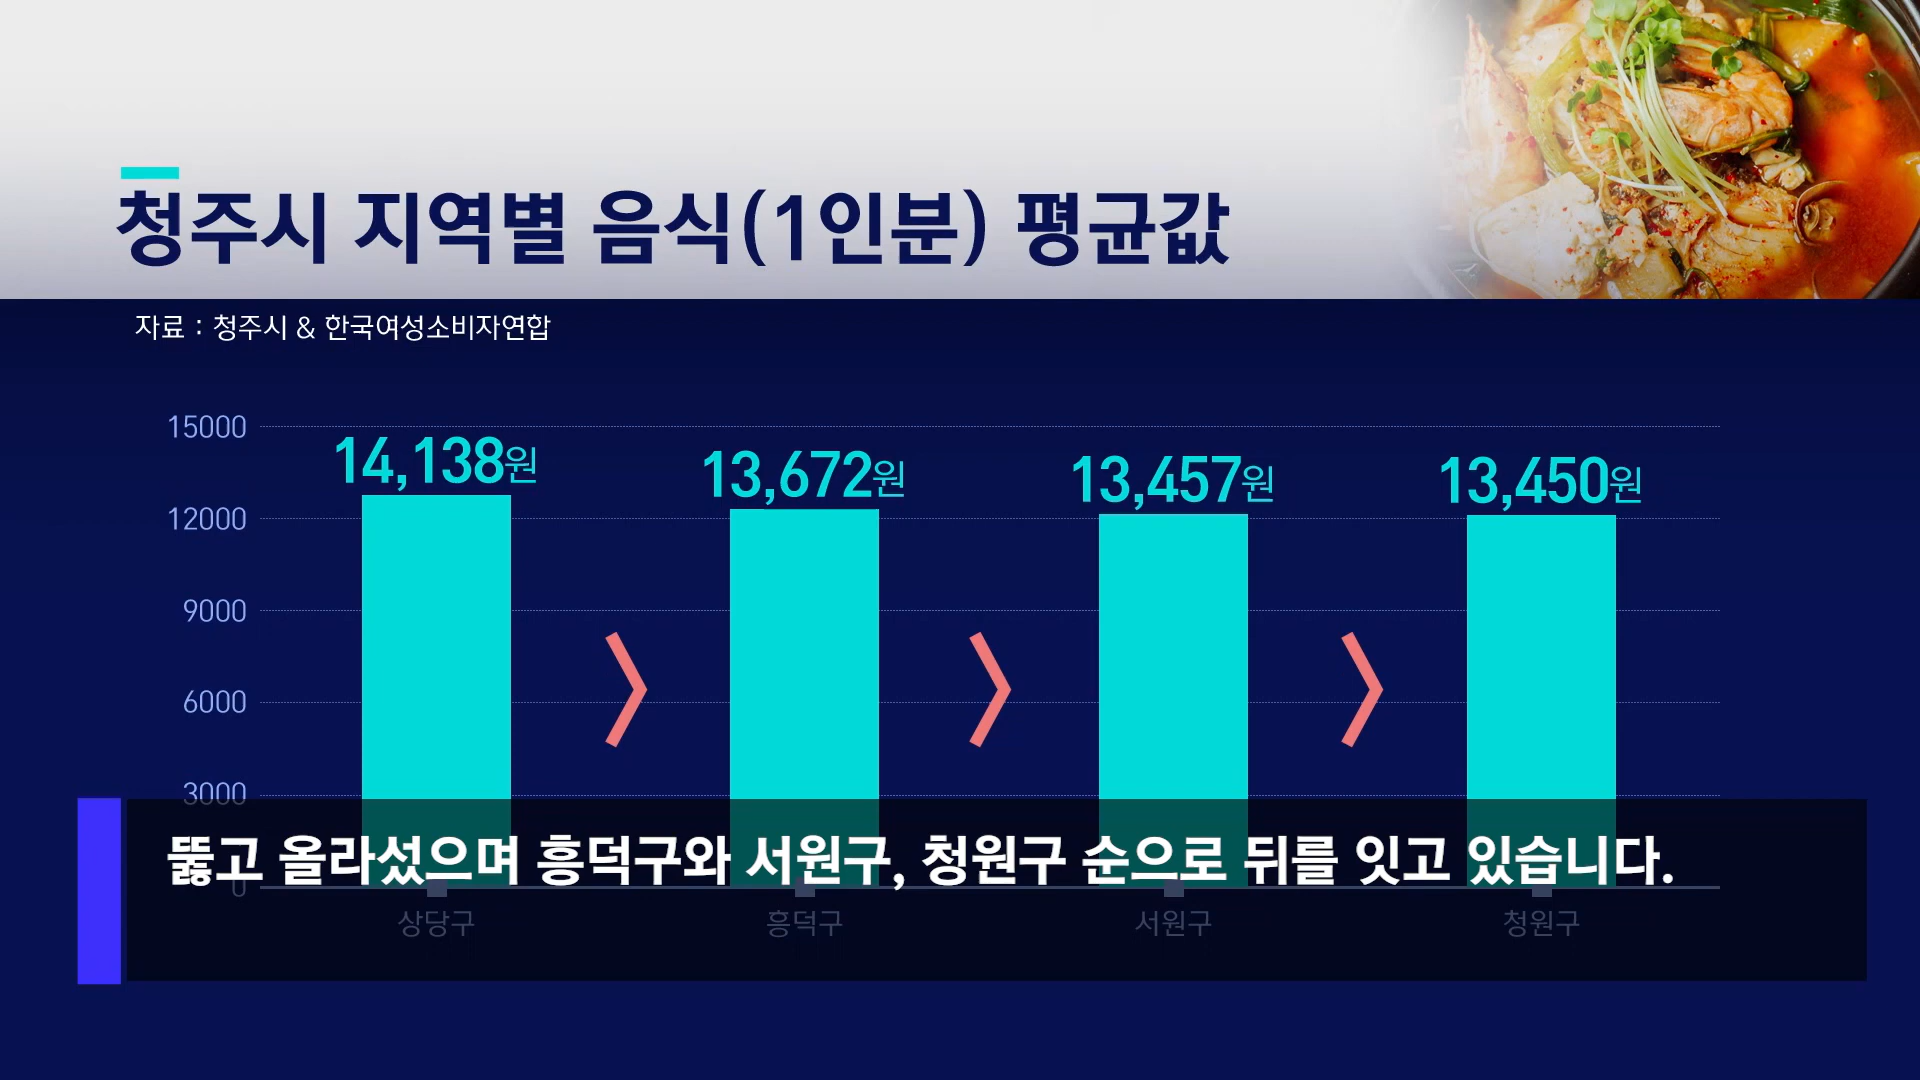 청주시 지역별 음식(1인분) 평균값
자료 : 청주시 & 한국여성소비자연합
15000
12000
9000
6000
3000
0
14,138원
13,672원
13,457원
13,450원
뚫고 올라섰으며 흥덕구와 서원구, 청원구 순으로 뒤를 잇고 있습니다.
상당구
흥덕구
서원구
청원구